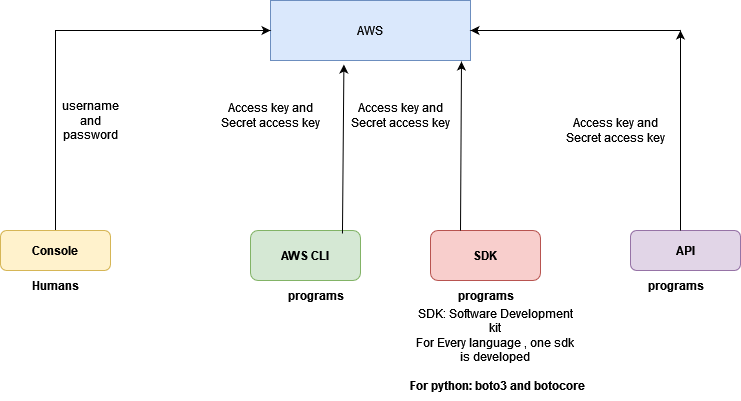 AWS
username
and
password
Access key and
Secret access key
Access key and
Secret access key
Access key and
Secret access key
Console
AWS CLI
SDK
API
Humans
programs
programs
programs
SDK: Software Development
kit
For Every language , one sdk
is developed
For python: boto3 and botocore